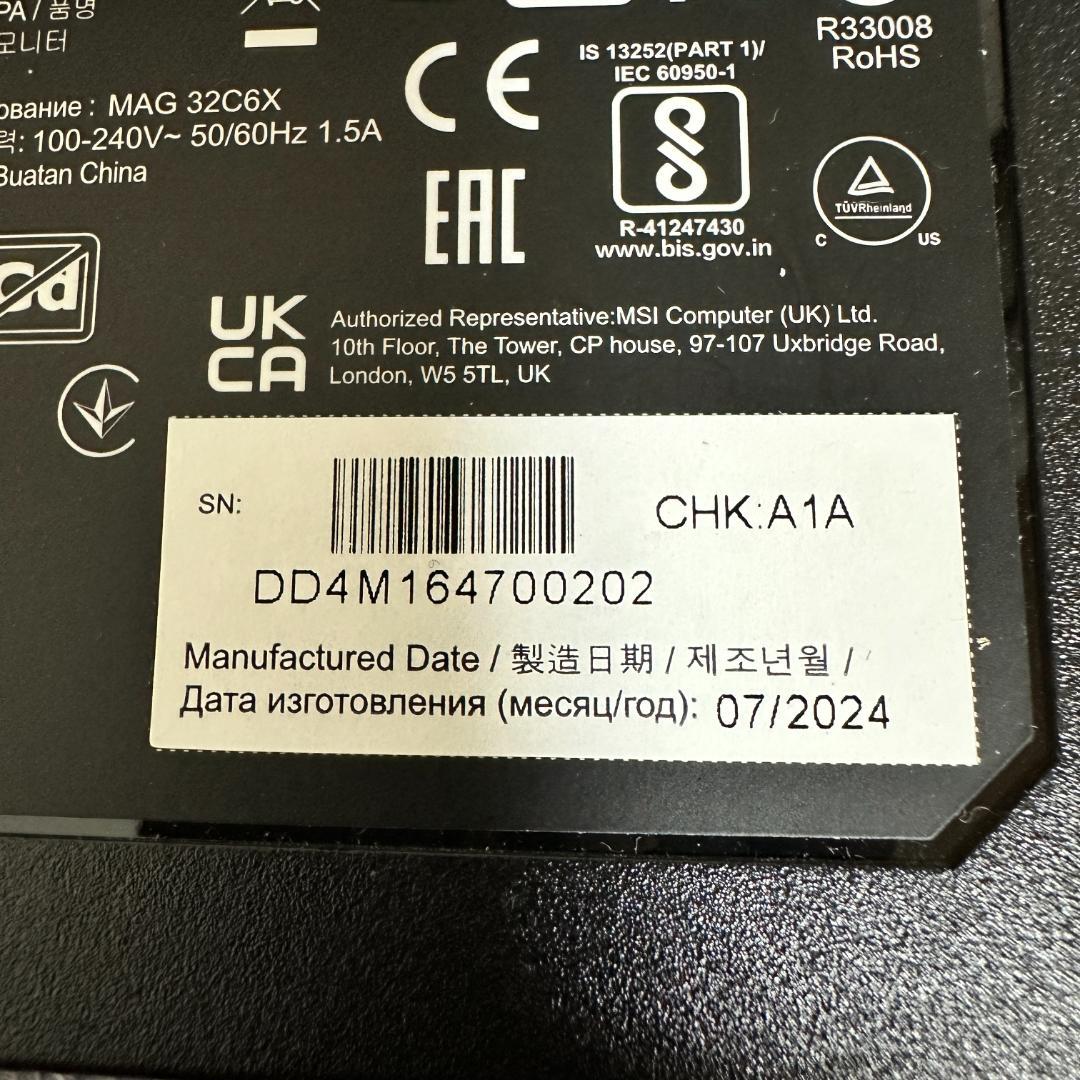 PA / 품명
모니터
ование : MAG 32C6X
력: 100-240V~ 50/60Hz 1.5A
Buatan China
CE
IS 13252(PART 1)/
IEC 60950-1
R-41247430
www.bis.gov.in
R33008
RoHS
TÜVRheinland
C US
EAC
Cd
UK
CA
Authorized Representative:MSI Computer (UK) Ltd.
10th Floor, The Tower, CP house, 97-107 Uxbridge Road,
London, W5 5TL, UK
SN:
CHK:A1A
DD4M164700202
Manufactured Date / 製造日期 / 제조년월 /
Дата изготовления (месяц/год): 07/2024